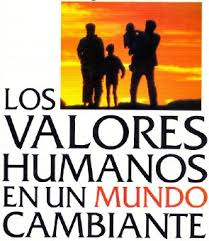 LOS
VALORES
HUMANOS
EN UN MUNDO
CAMBIANTE